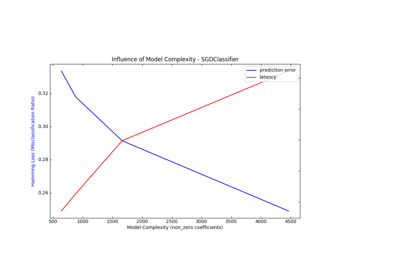 Influence of Model Complexity - SGDClassifier
prediction error
latency
Hamming Loss (Misclassification Ratio)
0.32
0.30
0.28
0.26
500 1000 1500 2000 2500 3000 3500 4000 4500
Model Complexity (non_zero coefficients)